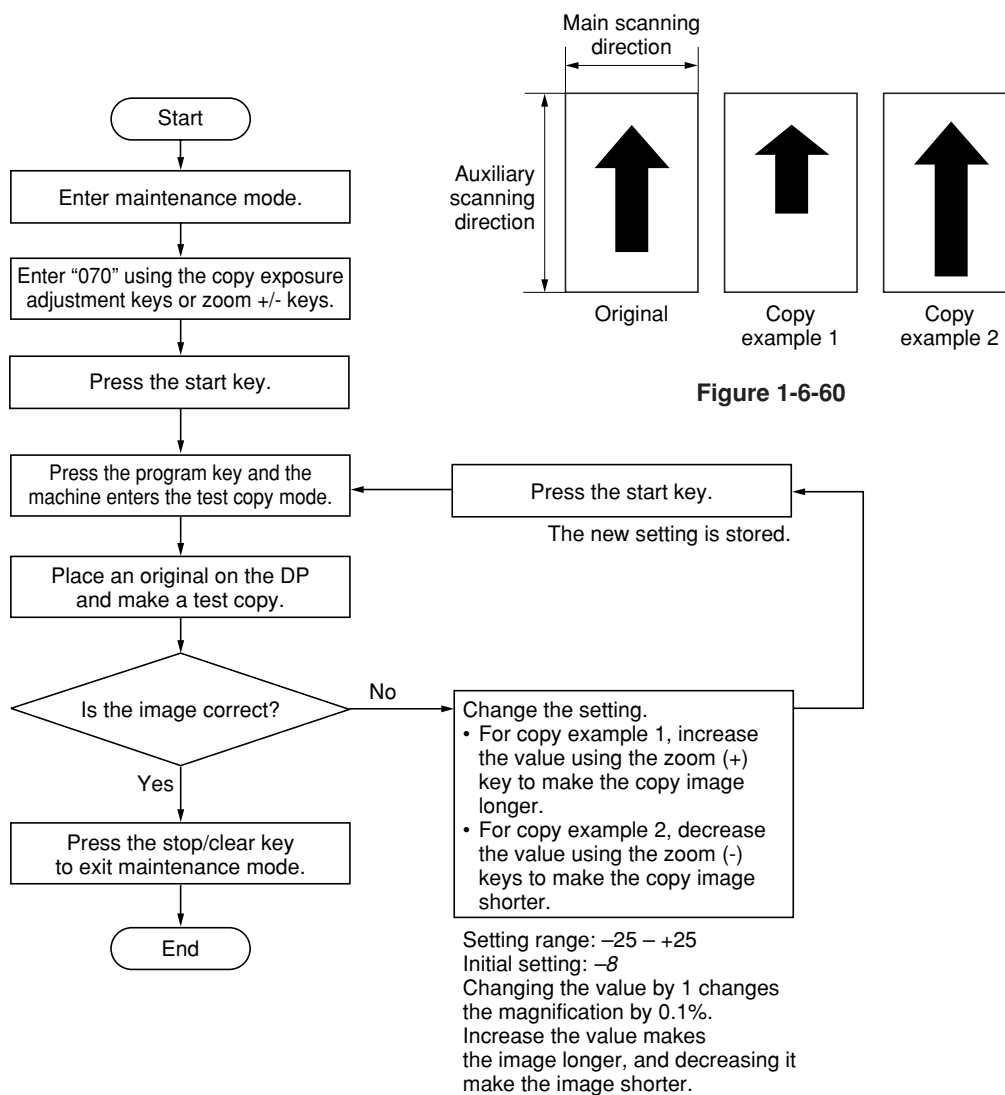 Start
Enter maintenance mode.
Enter “070” using the copy exposure
adjustment keys or zoom +/- keys.
Press the start key.
Press the program key and the
machine enters the test copy mode.
Place an original on the DP
and make a test copy.
Is the image correct?
No
Yes
Press the stop/clear key
to exit maintenance mode.
End
Main scanning
direction
Auxiliary
scanning
direction
Original
Copy
example 1
Copy
example 2
Figure 1-6-60
Press the start key.
The new setting is stored.
Change the setting.
• For copy example 1, increase
the value using the zoom (+)
key to make the copy image
longer.
• For copy example 2, decrease
the value using the zoom (-)
keys to make the copy image
shorter.
Setting range: –25 – +25
Initial setting: –8
Changing the value by 1 changes
the magnification by 0.1%.
Increase the value makes
the image longer, and decreasing it
make the image shorter.